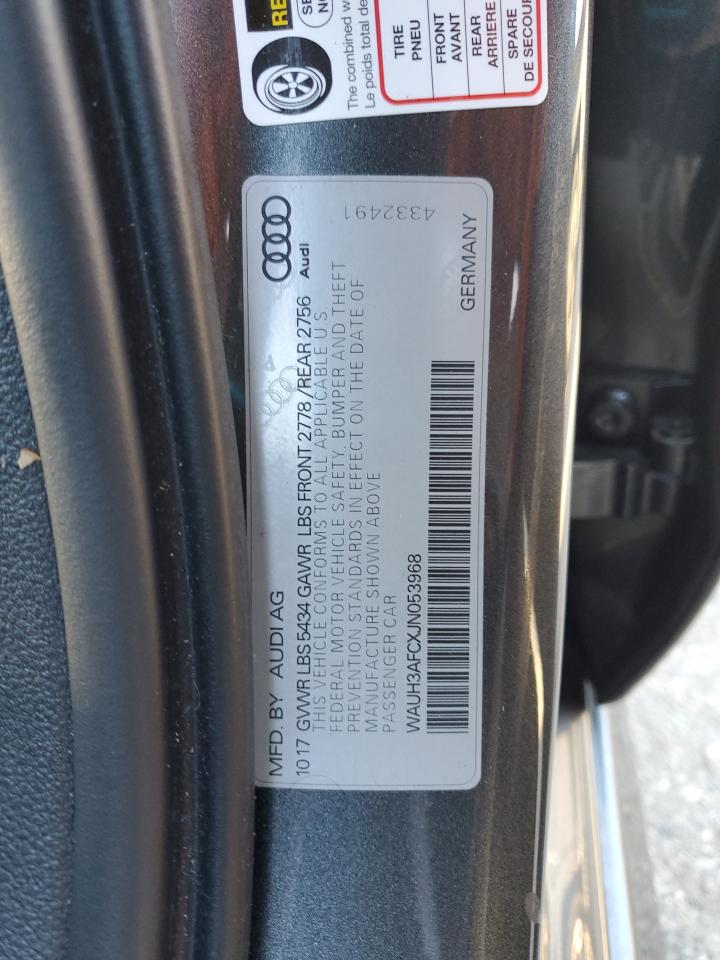 RE
SE
NO
The combined w
Le poids total de
TIRE
PNEU
FRONT
AVANT
REAR
ARRIÈRE
SPARE
DE SECOUR
MFD. BY AUDI AG
10 17 GVWR LBS 5434 GAWR LBS FRONT 2778 / REAR 2756
THIS VEHICLE CONFORMS TO ALL APPLICABLE U.S.
FEDERAL MOTOR VEHICLE SAFETY, BUMPER AND THEFT
PREVENTION STANDARDS IN EFFECT ON THE DATE OF
MANUFACTURE SHOWN ABOVE
PASSENGER CAR
WAUH3AFCXJN053968
GERMANY
Audi
4332491